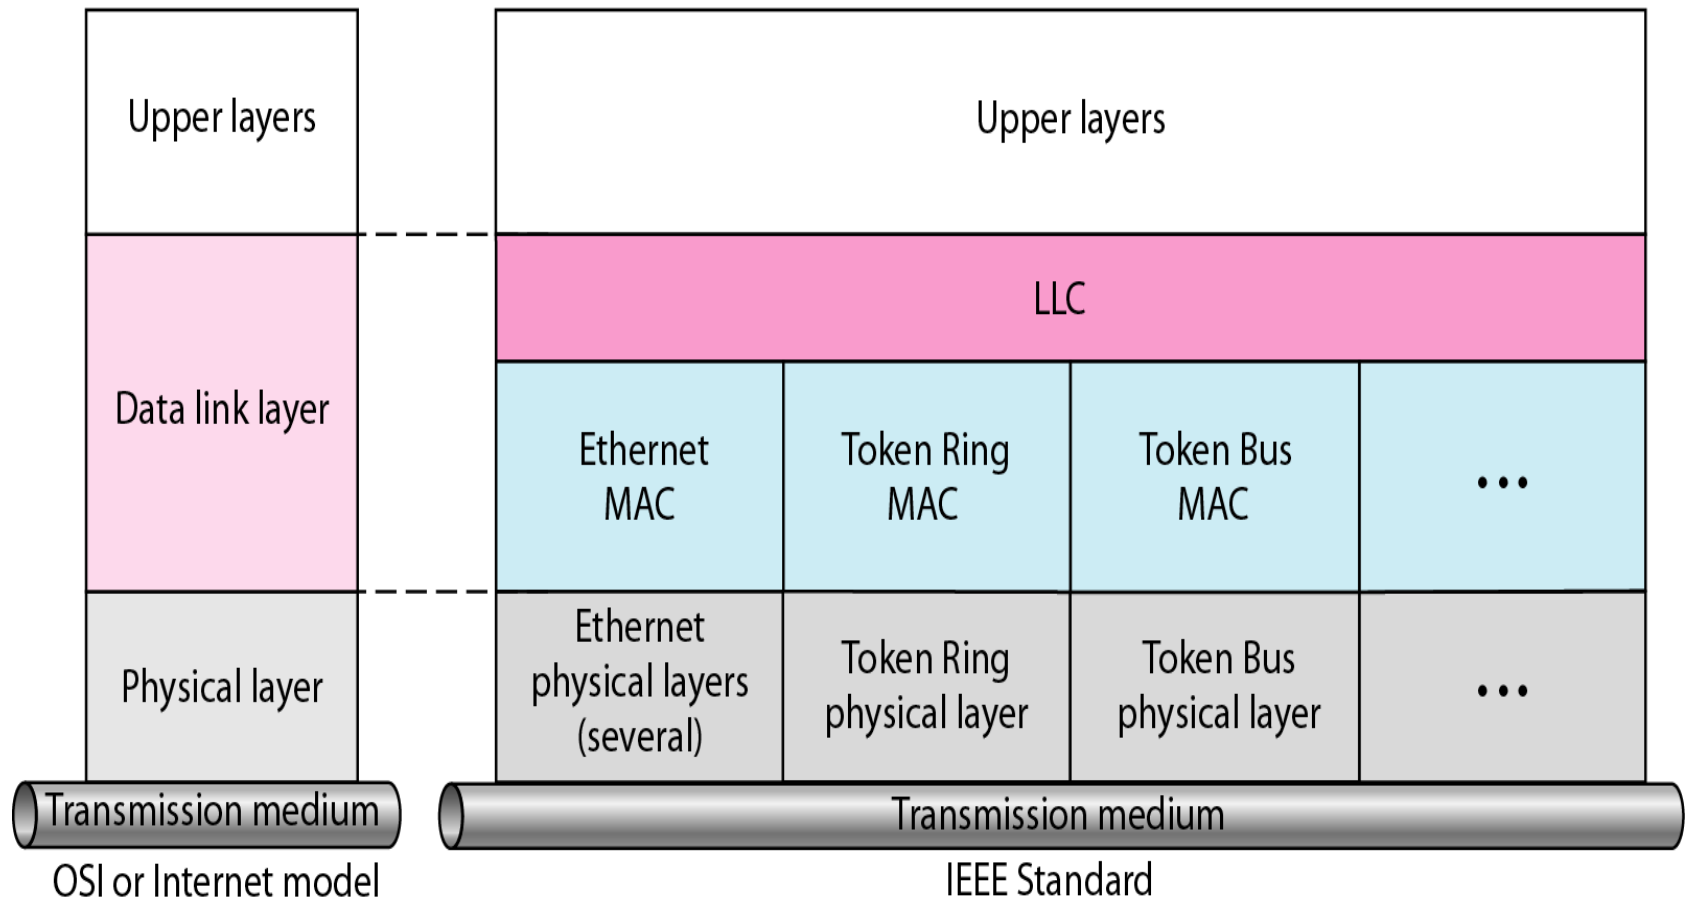 Upper layers
Upper layers
LLC
Data link layer
Ethernet
MAC
Token Ring
MAC
Token Bus
MAC
...
Physical layer
Ethernet
physical layers
(several)
Token Ring
physical layer
Token Bus
physical layer
...
Transmission medium
Transmission medium
OSI or Internet model
IEEE Standard